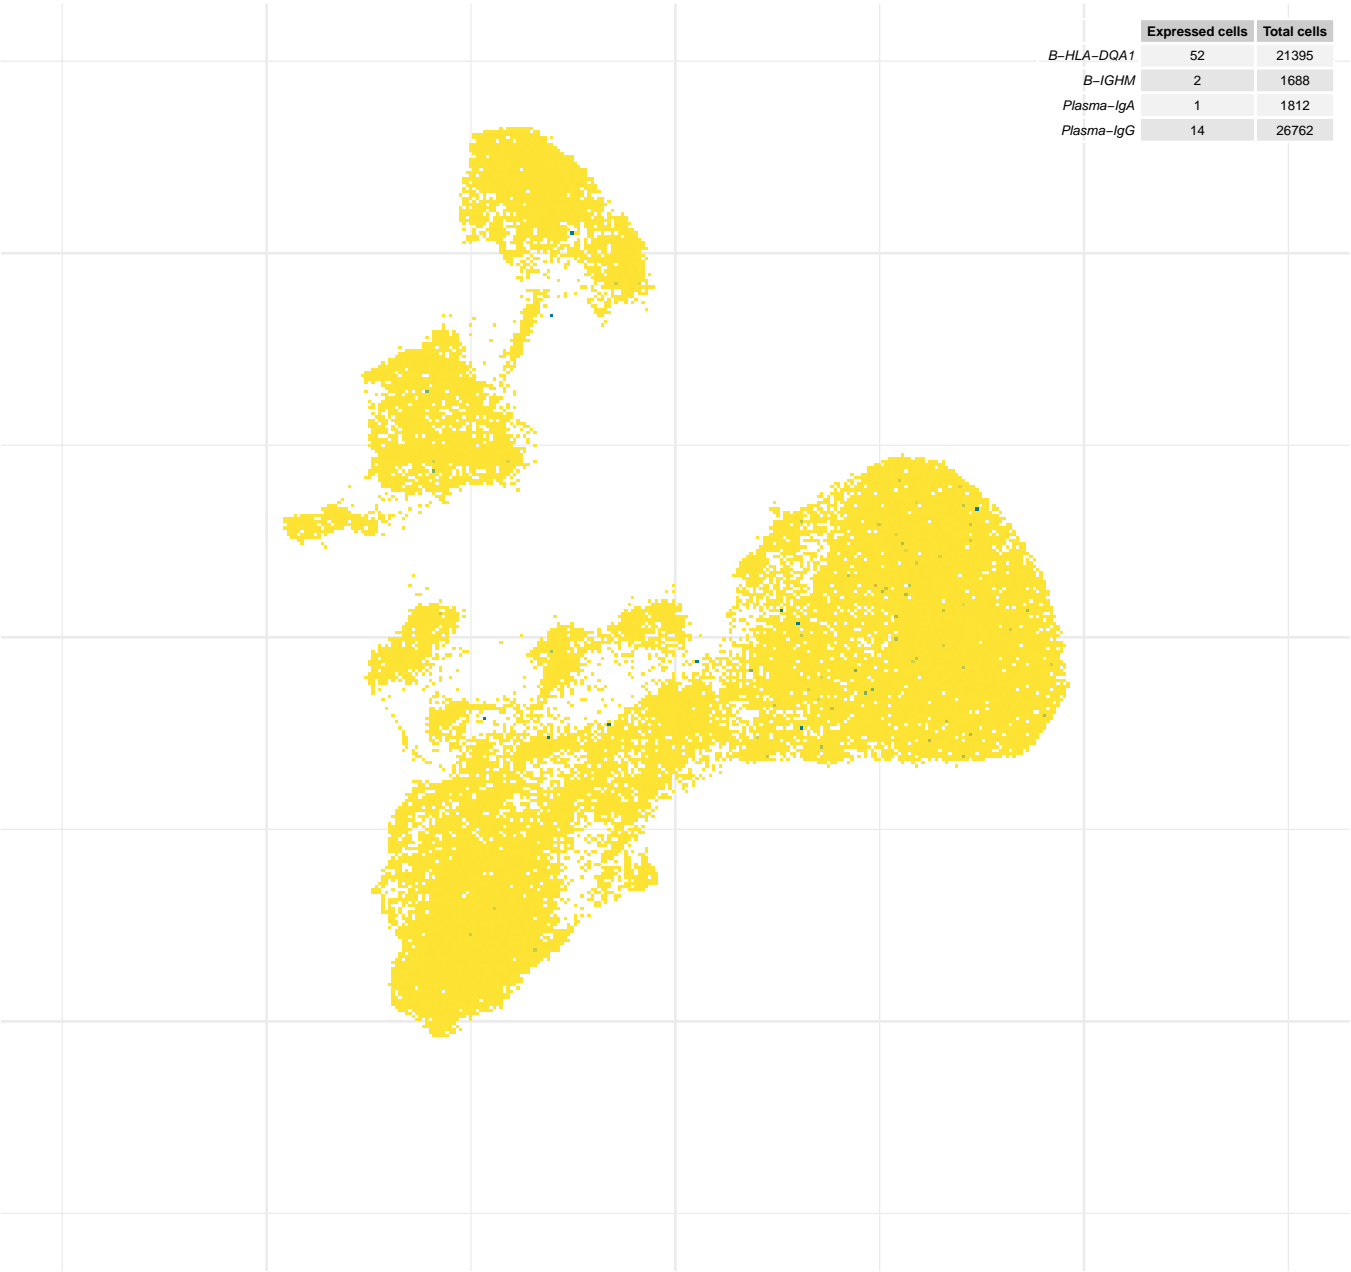 Expressed cells Total cells
B−HLA−DQA1 52 21395
B−IGHM 2 1688
Plasma−IgA 1 1812
Plasma−IgG 14 26762